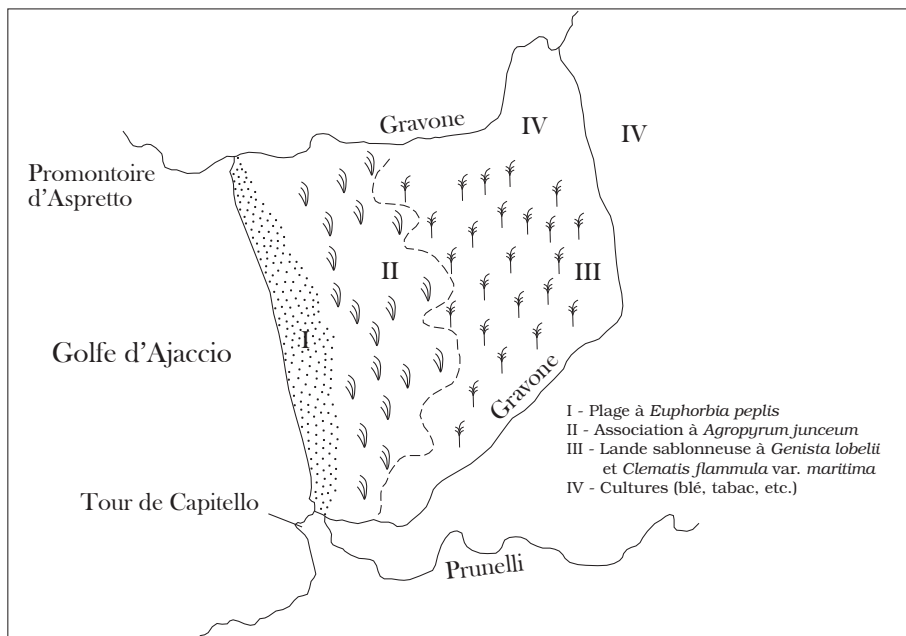 Gravone
IV
IV
Promontoire
d'Aspretto
II
III
Golfe d'Ajaccio
I
Gravone
I - Plage à Euphorbia peplis
II - Association à Agropyrum junceum
III - Lande sablonneuse à Genista lobelii
et Clematis flammula var. maritima
IV - Cultures (blé, tabac, etc.)
Tour de Capitello
Prunelli